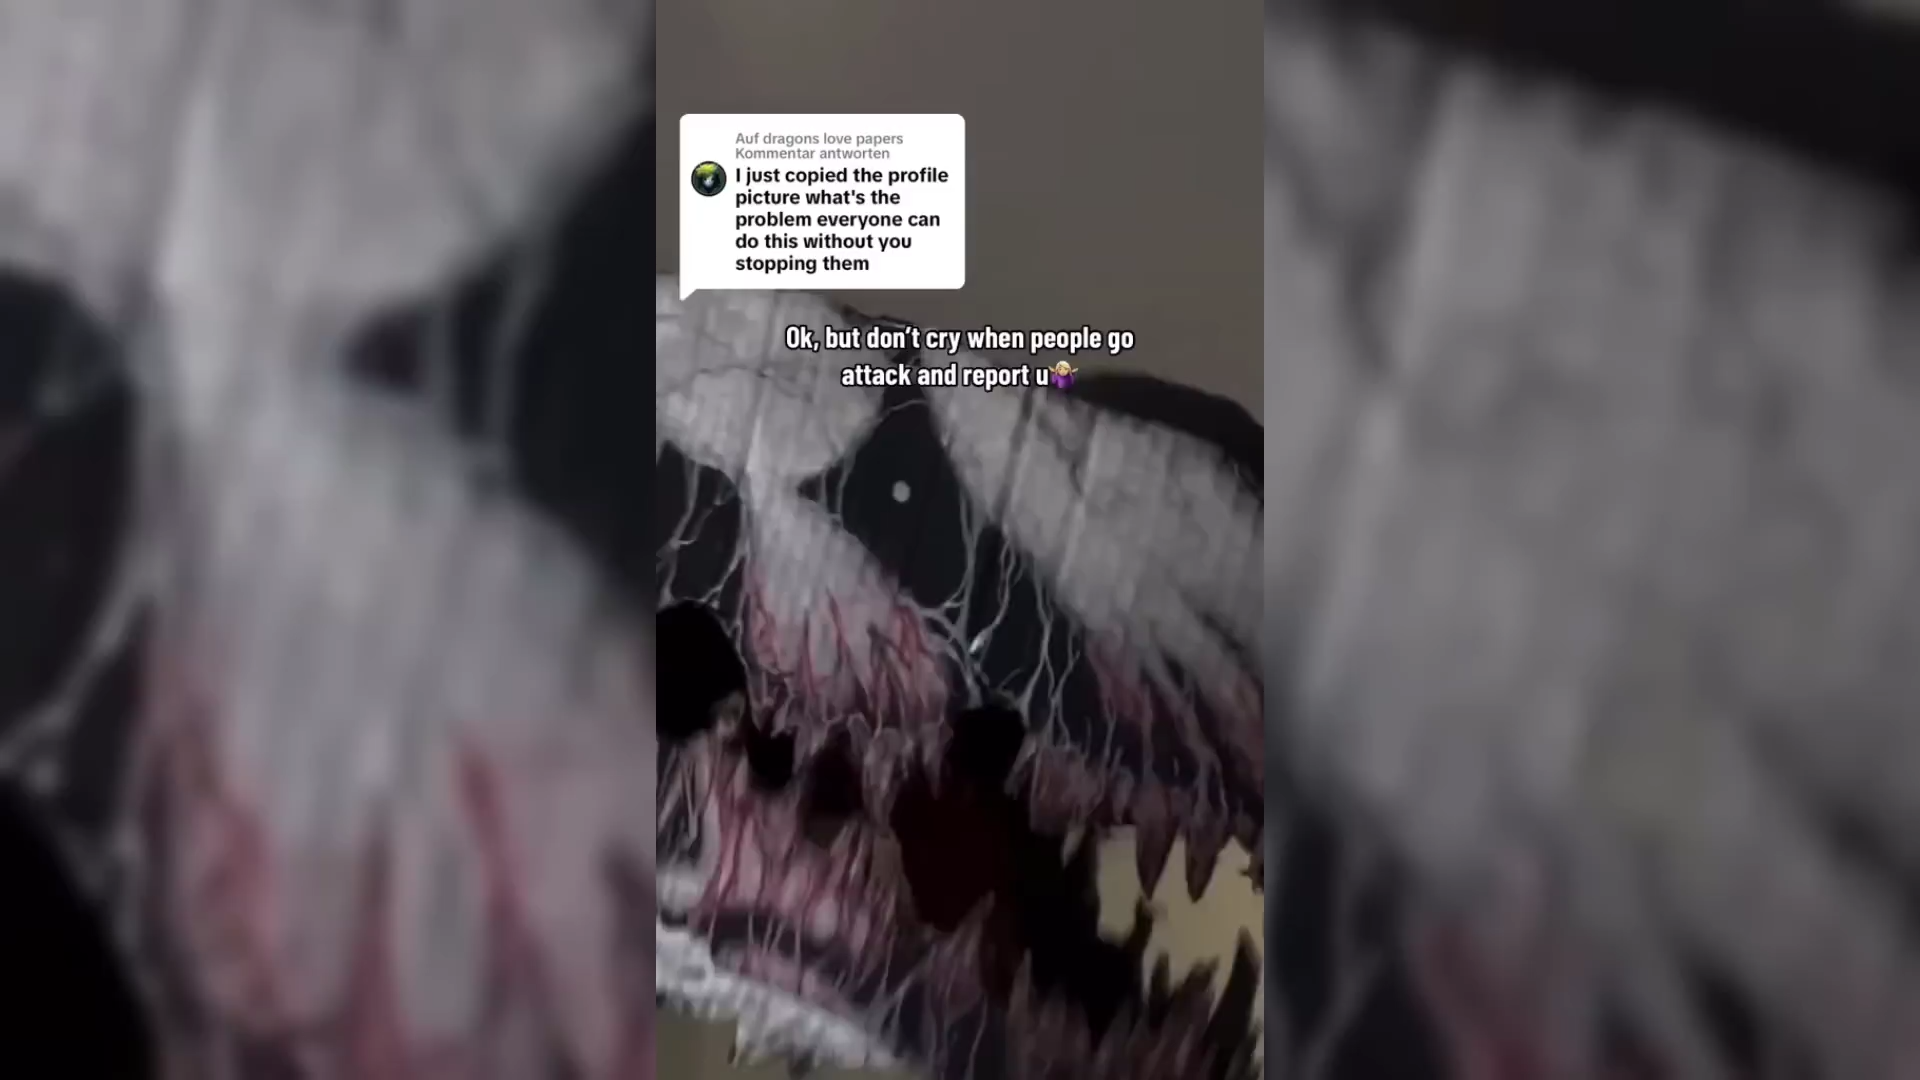 Auf dragons love papers
Kommentar antworten
I just copied the profile
picture what's the
problem everyone can
do this without you
stopping them
Ok, but don’t cry when people go
attack and report u🤷🏼‍♀️